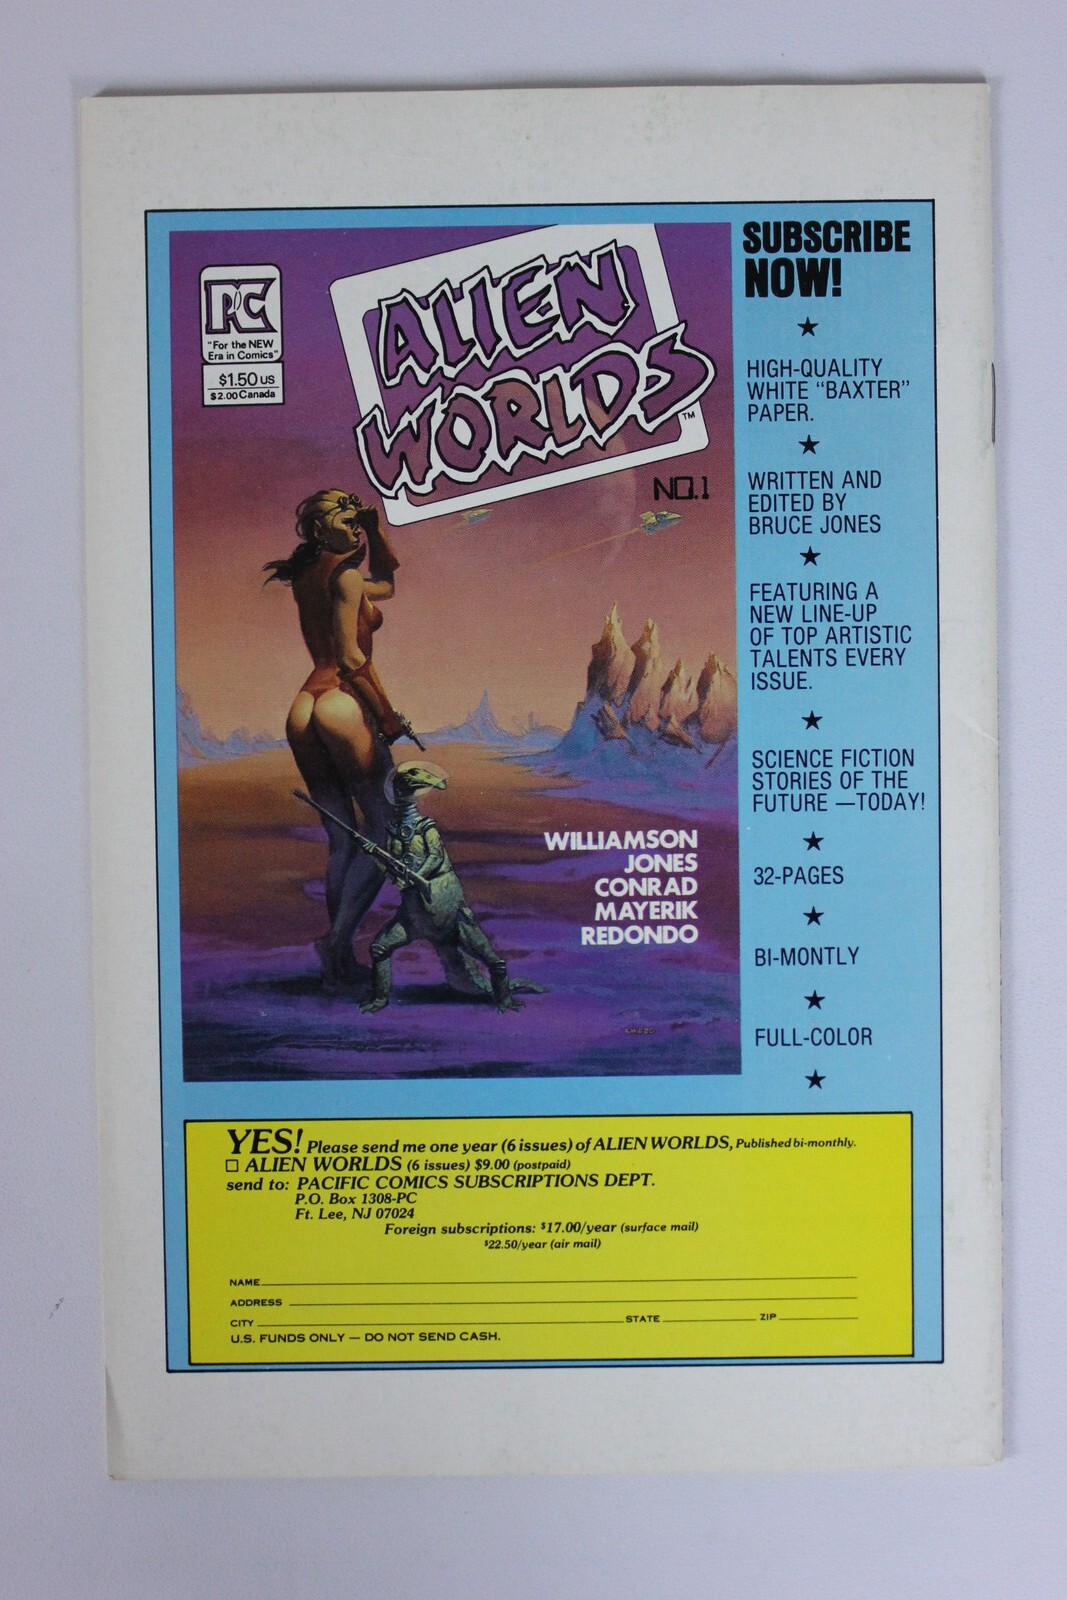 PC
"For the NEW
Era in Comics"
$1.50 US
$2.00 Canada
ALIEN
WORLDS
TM
NO.1
WILLIAMSON
JONES
CONRAD
MAYERIK
REDONDO
SUBSCRIBE
NOW!
HIGH-QUALITY
WHITE "BAXTER"
PAPER.
WRITTEN AND
EDITED BY
BRUCE JONES
FEATURING A
NEW LINE-UP
OF TOP ARTISTIC
TALENTS EVERY
ISSUE.
SCIENCE FICTION
STORIES OF THE
FUTURE —TODAY!
32-PAGES
BI-MONTLY
FULL-COLOR
YES! Please send me one year (6 issues) of ALIEN WORLDS, Published bi-monthly.
☐ ALIEN WORLDS (6 issues) $9.00 (postpaid)
send to: PACIFIC COMICS SUBSCRIPTIONS DEPT.
P.O. Box 1308-PC
Ft. Lee, NJ 07024
Foreign subscriptions: $17.00/year (surface mail)
$22.50/year (air mail)
NAME
ADDRESS
CITY STATE ZIP
U.S. FUNDS ONLY — DO NOT SEND CASH.